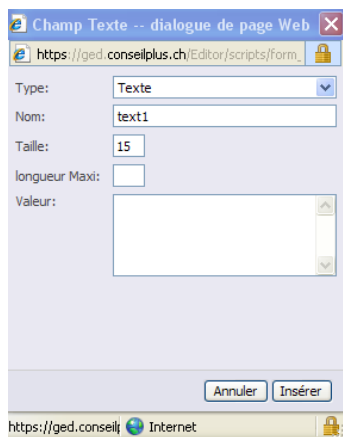 Champ Texte -- dialogue de page Web
https://ged.conseilplus.ch/Editor/scripts/form_
Type: Texte
Nom: text1
Taille: 15
longueur Maxi:
Valeur:
Annuler Insérer
https://ged.conseil Internet